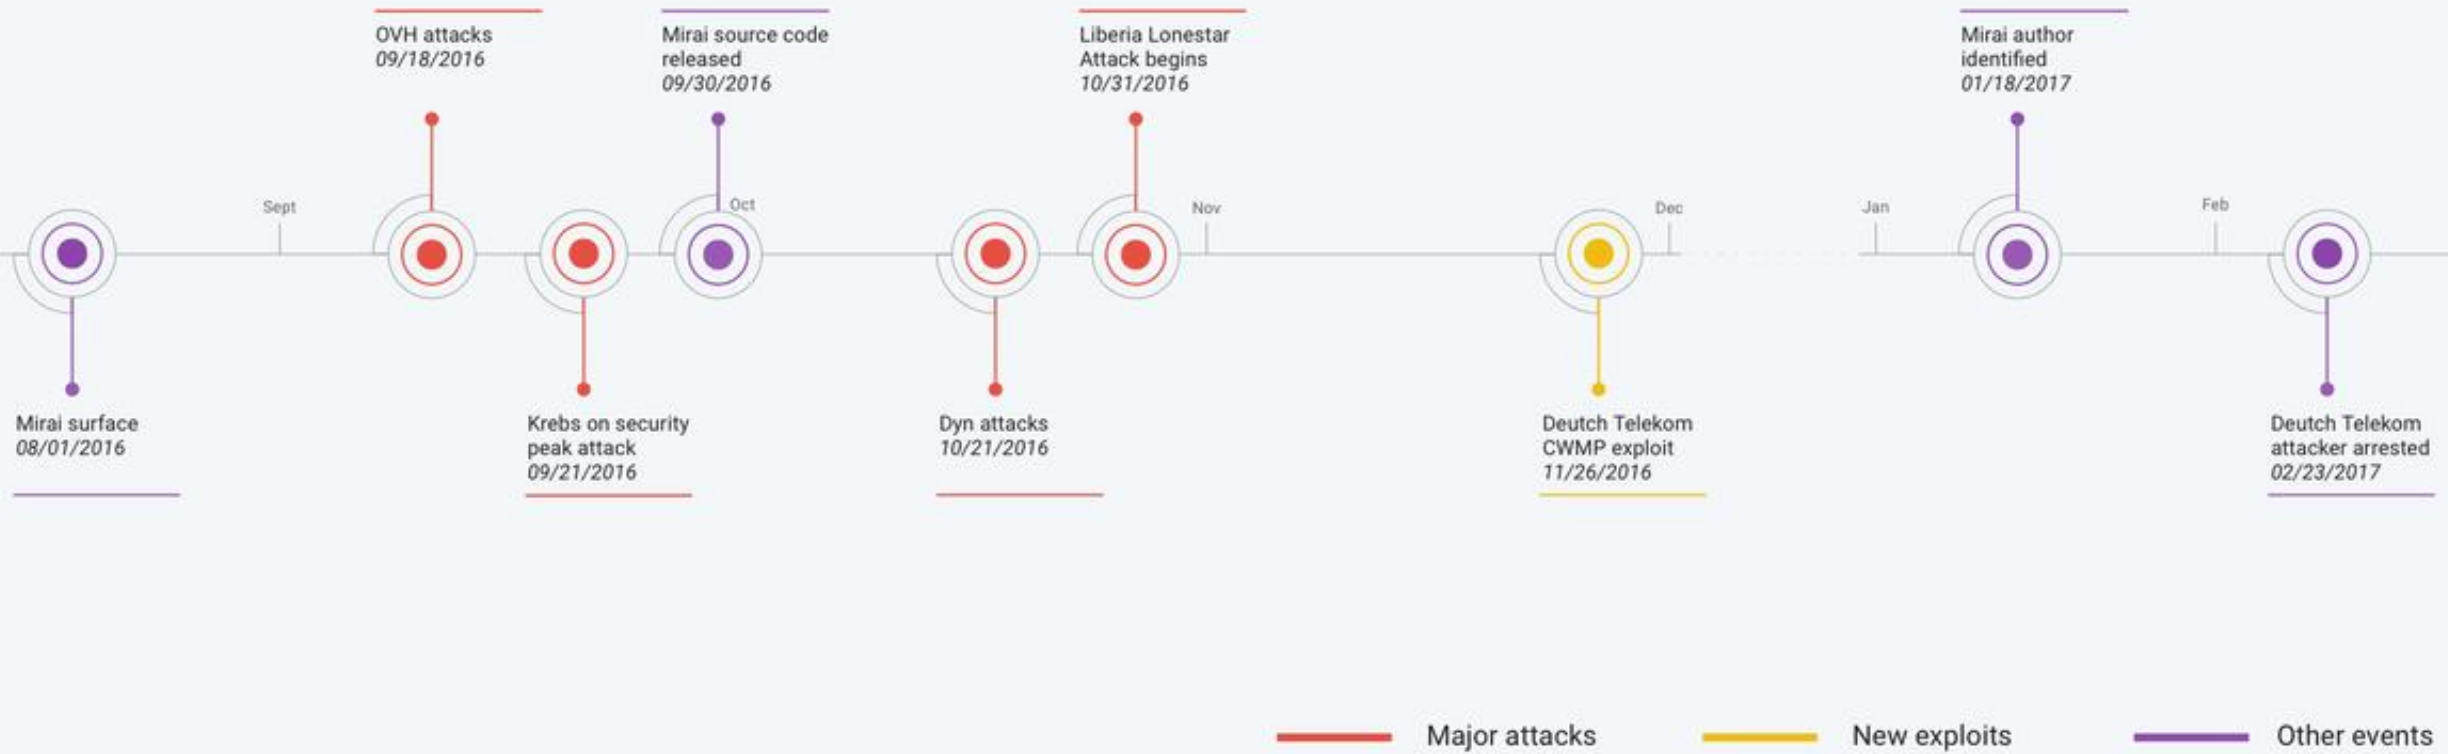 OVH attacks
09/18/2016
Mirai source code
released
09/30/2016
Liberia Lonestar
Attack begins
10/31/2016
Mirai author
identified
01/18/2017
Sept
Oct
Nov
Dec
Jan
Feb
Mirai surface
08/01/2016
Krebs on security
peak attack
09/21/2016
Dyn attacks
10/21/2016
Deutch Telekom
CWMP exploit
11/26/2016
Deutch Telekom
attacker arrested
02/23/2017
Major attacks
New exploits
Other events